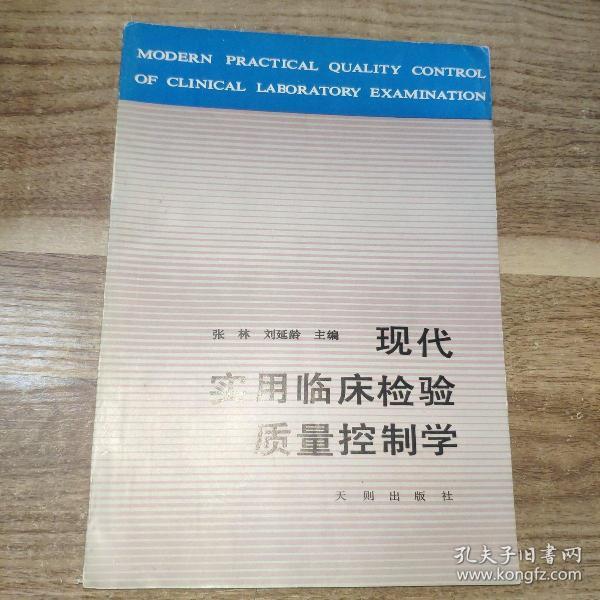 MODERN PRACTICAL QUALITY CONTROL
OF CLINICAL LABORATORY EXAMINATION
张林 刘延龄 主编
现代
实用临床检验
质量控制学
天则出版社
孔夫子旧书网
www.kongfz.com